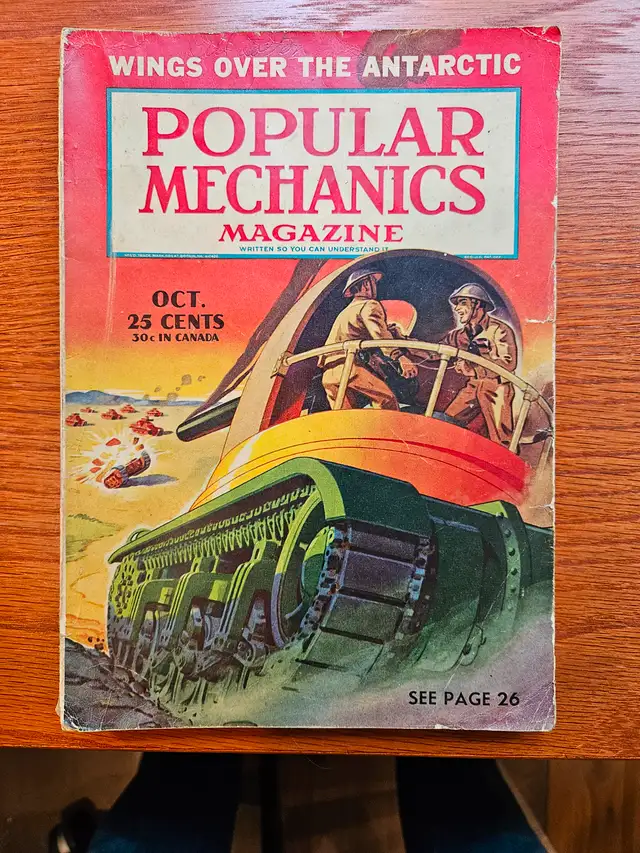 WINGS OVER THE ANTARCTIC
POPULAR
MECHANICS
MAGAZINE
WRITTEN SO YOU CAN UNDERSTAND IT
OCT.
25 CENTS
30c IN CANADA
SEE PAGE 26